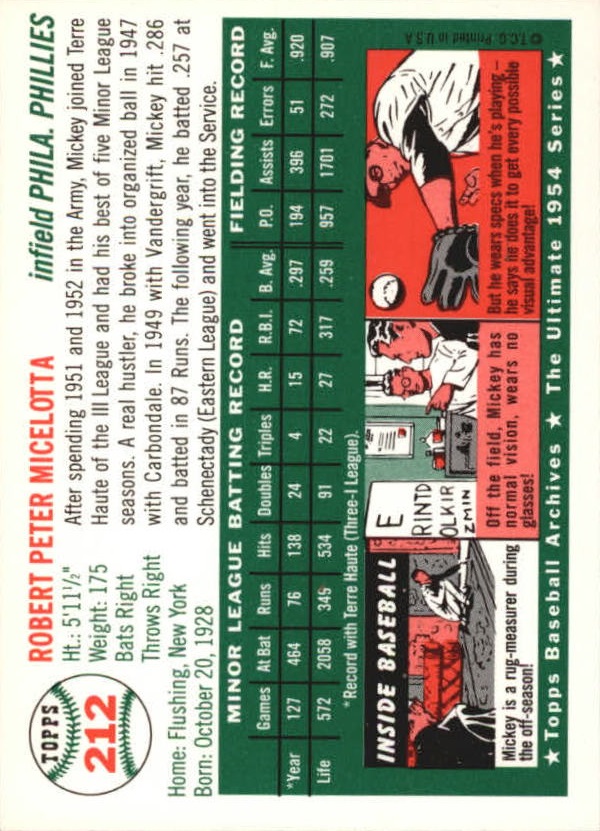 TOPPS
212
ROBERT PETER MICELOTTA
infield PHILA. PHILLIES
Ht.: 5'11½"
Weight: 175
Bats Right
Throws Right
Home: Flushing, New York
Born: October 20, 1928
After spending 1951 and 1952 in the Army, Mickey joined Terre
Haute of the III League and had his best of five Minor League
seasons. A real hustler, he broke into organized ball in 1947
with Carbondale. In 1949 with Vandergrift, Mickey hit .286
and batted in 87 Runs. The following year, he batted .257 at
Schenectady (Eastern League) and went into the Service.
MINOR LEAGUE BATTING RECORD FIELDING RECORD
Games At Bat Runs Hits Doubles Triples H.R. R.B.I. B. Avg. P.O. Assists Errors F. Avg.
*Year 127 464 76 138 24 4 15 72 .297 194 396 51 .920
Life 572 2058 345 534 91 22 27 317 .259 957 1701 272 .907
*Record with Terre Haute (Three-I League).
©T.C.G. Printed in U.S.A
INSIDE BASEBALL
Mickey is a rug-measurer during
the off-season!
E
RINTD
OLKIR
ZMIN
Off the field, Mickey has
normal vision, wears no
glasses!
But he wears specs when he's playing–
he says he does it to get every possible
visual advantage!
★ Topps Baseball Archives ★ The Ultimate 1954 Series ★